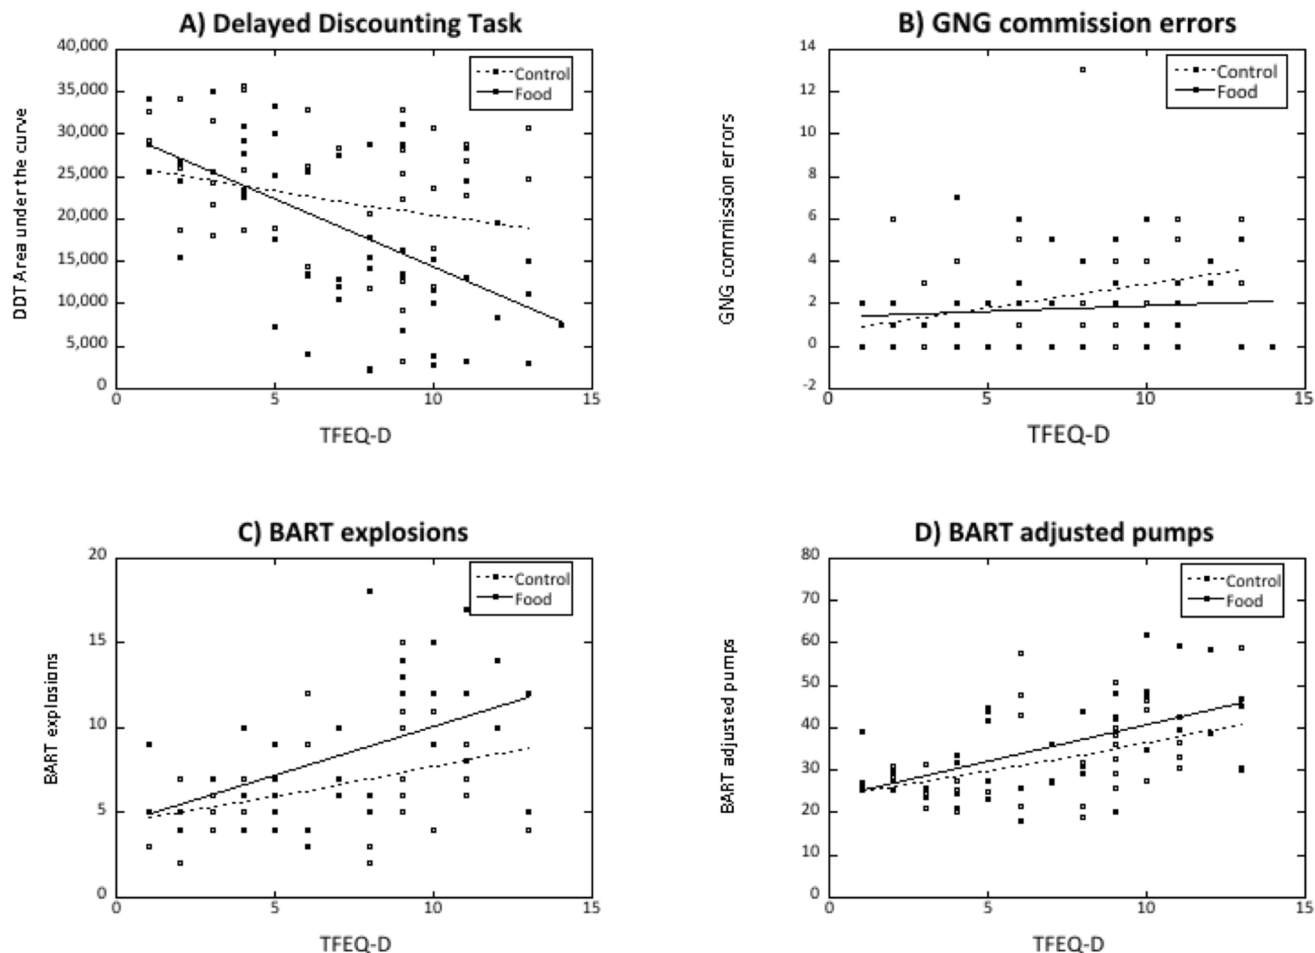 A) Delayed Discounting Task
40,000
35,000
30,000
25,000
20,000
15,000
10,000
5,000
0
DDT Area under the curve
Control
Food
0 5 10 15
TFEQ-D
B) GNG commission errors
14
12
10
8
6
4
2
0
-2
GNG commission errors
Control
Food
0 5 10 15
TFEQ-D
C) BART explosions
20
15
10
5
0
BART explosions
Control
Food
0 5 10 15
TFEQ-D
D) BART adjusted pumps
80
70
60
50
40
30
20
10
0
BART adjusted pumps
Control
Food
0 5 10 15
TFEQ-D